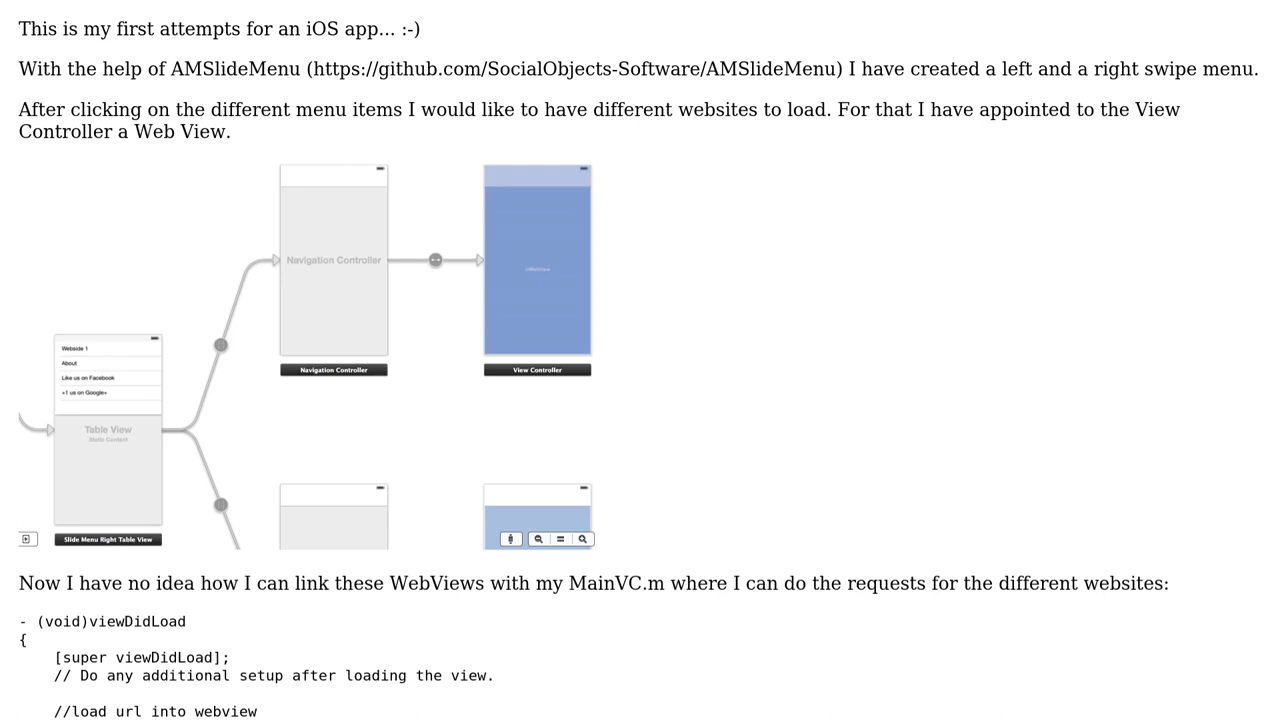 This is my first attempts for an iOS app... :-)
With the help of AMSlideMenu (https://github.com/SocialObjects-Software/AMSlideMenu) I have created a left and a right swipe menu.
After clicking on the different menu items I would like to have different websites to load. For that I have appointed to the View
Controller a Web View.
Navigation Controller
UIWebView
Navigation Controller
View Controller
Webside 1
About
Like us on Facebook
+1 us on Google+
Table View
Static Content
Slide Menu Right Table View
Now I have no idea how I can link these WebViews with my MainVC.m where I can do the requests for the different websites:
- (void)viewDidLoad
{
    [super viewDidLoad];
    // Do any additional setup after loading the view.
    //load url into webview